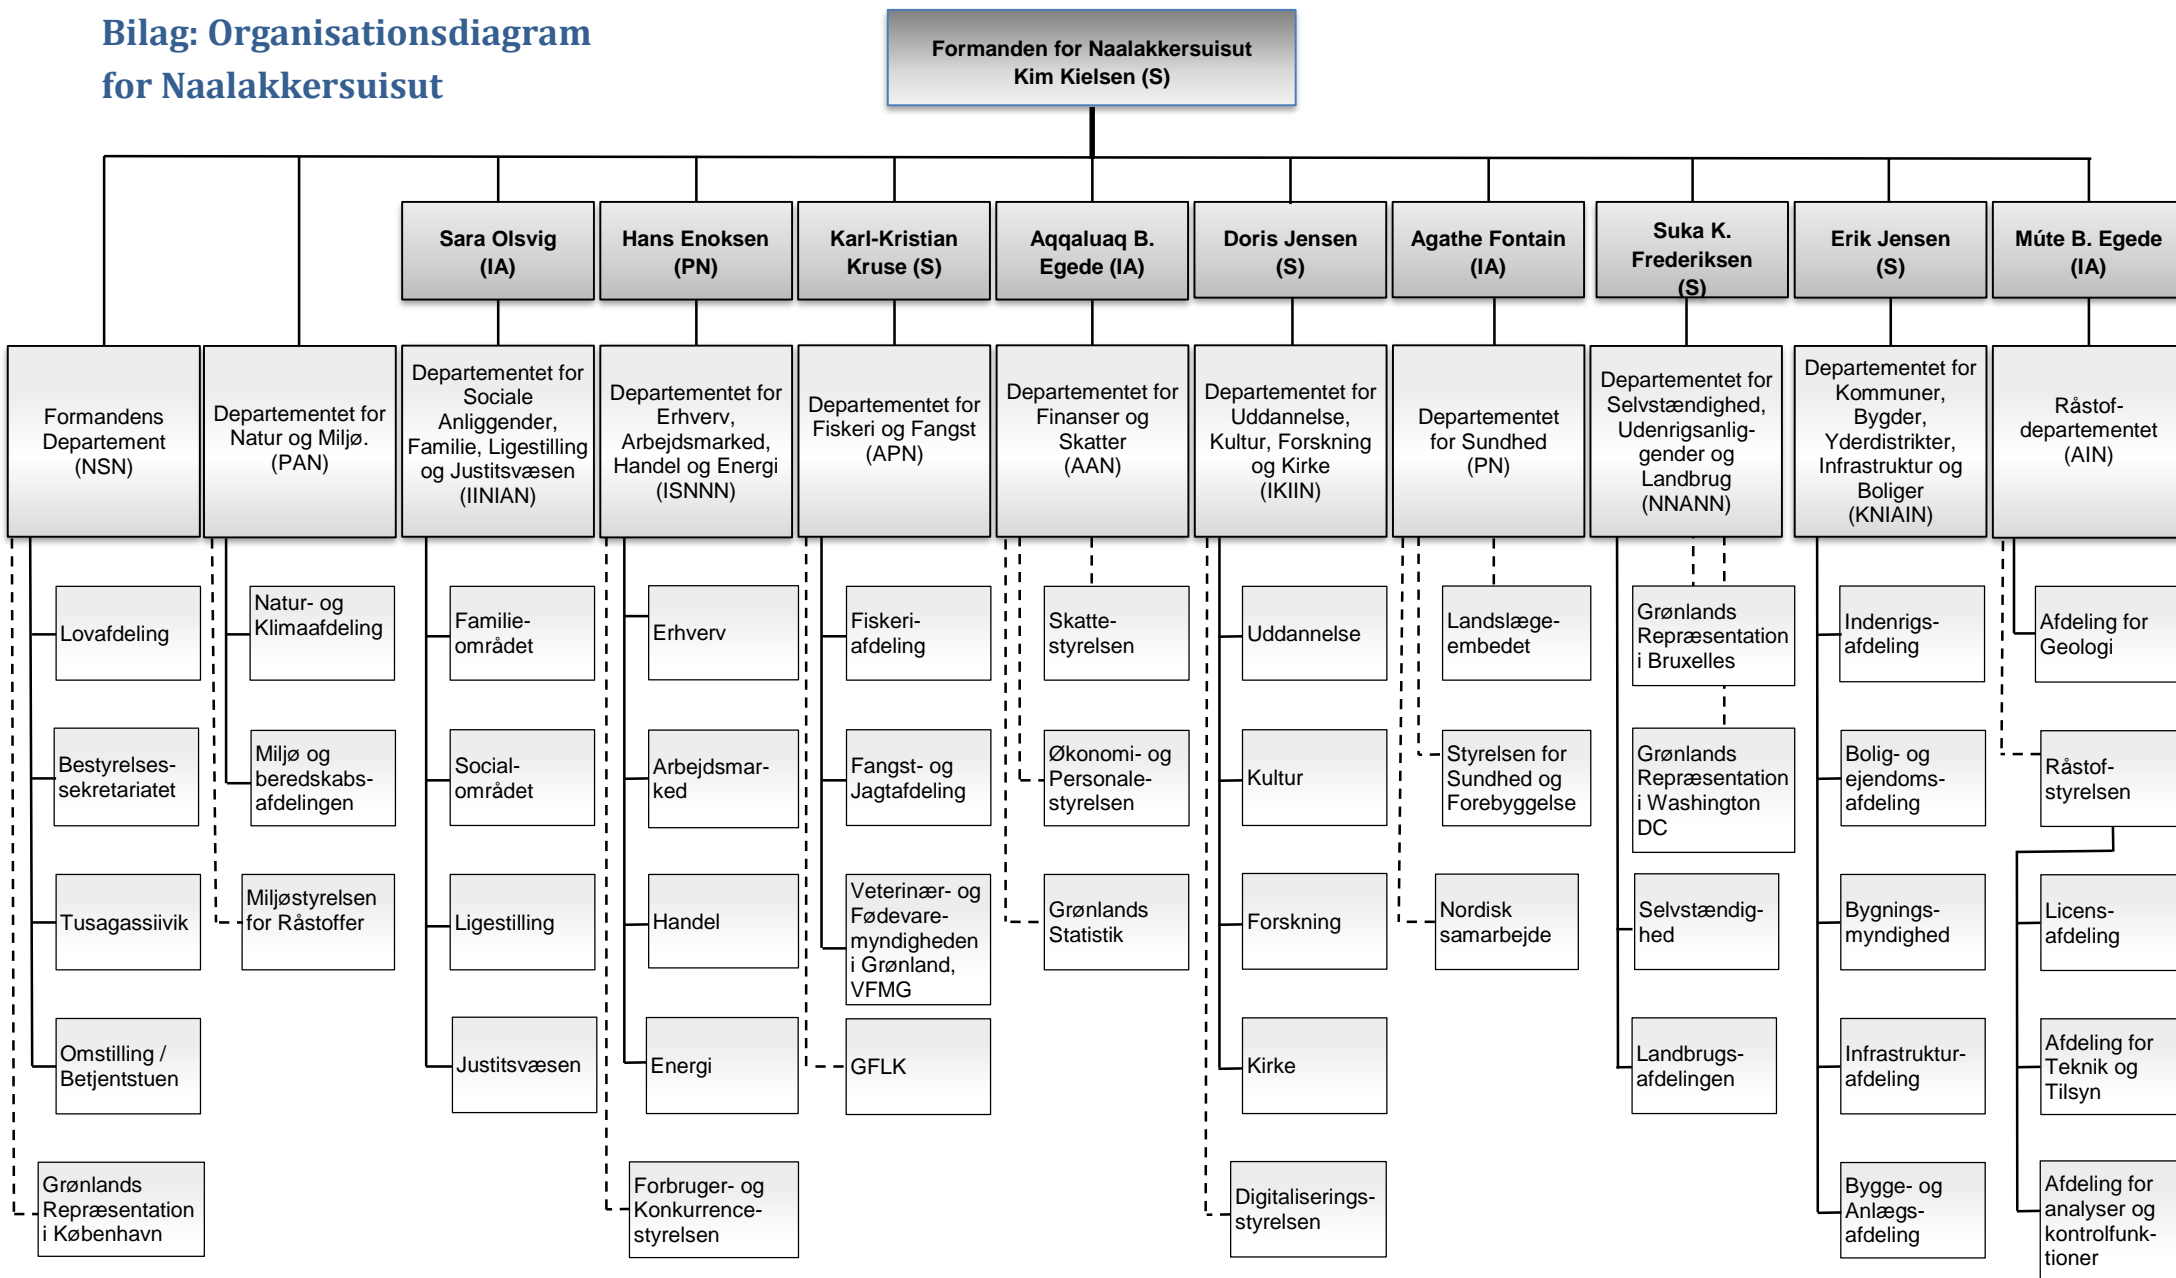 Bilag: Organisationsdiagram
for Naalakkersuisut
Formanden for Naalakkersuisut
Kim Kielsen (S)
Sara Olsvig
(IA)
Hans Enoksen
(PN)
Karl-Kristian
Kruse (S)
Aqqaluaq B.
Egede (IA)
Doris Jensen
(S)
Agathe Fontain
(IA)
Suka K.
Frederiksen
(S)
Erik Jensen
(S)
Múte B. Egede
(IA)
Formandens
Departement
(NSN)
Departementet for
Natur og Miljø.
(PAN)
Departementet for
Sociale
Anliggender,
Familie, Ligestilling
og Justitsvæsen
(IINIAN)
Departementet for
Erhverv,
Arbejdsmarked,
Handel og Energi
(ISNNN)
Departementet for
Fiskeri og Fangst
(APN)
Departementet for
Finanser og
Skatter
(AAN)
Departementet for
Uddannelse,
Kultur, Forskning
og Kirke
(IKIIN)
Departementet
for Sundhed
(PN)
Departementet for
Selvstændighed,
Udenrigsanlig-
gender og
Landbrug
(NNANN)
Departementet for
Kommuner,
Bygder,
Yderdistrikter,
Infrastruktur og
Boliger
(KNIAIN)
Råstof-
departementet
(AIN)
Lovafdeling
Natur- og
Klimaafdeling
Familie-
området
Erhverv
Fiskeri-
afdeling
Skatte-
styrelsen
Uddannelse
Landslæge-
embedet
Grønlands
Repræsentation
i Bruxelles
Indenrigs-
afdeling
Afdeling for
Geologi
Bestyrelses-
sekretariatet
Miljø og
beredskabs-
afdelingen
Social-
området
Arbejdsmar-
ked
Fangst- og
Jagtafdeling
Økonomi- og
Personale-
styrelsen
Kultur
Styrelsen for
Sundhed og
Forebyggelse
Grønlands
Repræsentation
i Washington
DC
Bolig- og
ejendoms-
afdeling
Råstof-
styrelsen
Tusagassiivik
Miljøstyrelsen
for Råstoffer
Ligestilling
Handel
Veterinær- og
Fødevare-
myndigheden
i Grønland,
VFMG
Grønlands
Statistik
Forskning
Nordisk
samarbejde
Selvstændig-
hed
Bygnings-
myndighed
Licens-
afdeling
Omstilling /
Betjentstuen
Justitsvæsen
Energi
GFLK
Kirke
Landbrugs-
afdelingen
Infrastruktur-
afdeling
Afdeling for
Teknik og
Tilsyn
Grønlands
Repræsentation
i København
Forbruger- og
Konkurrence-
styrelsen
Digitaliserings-
styrelsen
Bygge- og
Anlægs-
afdeling
Afdeling for
analyser og
kontrolfunk-
tioner